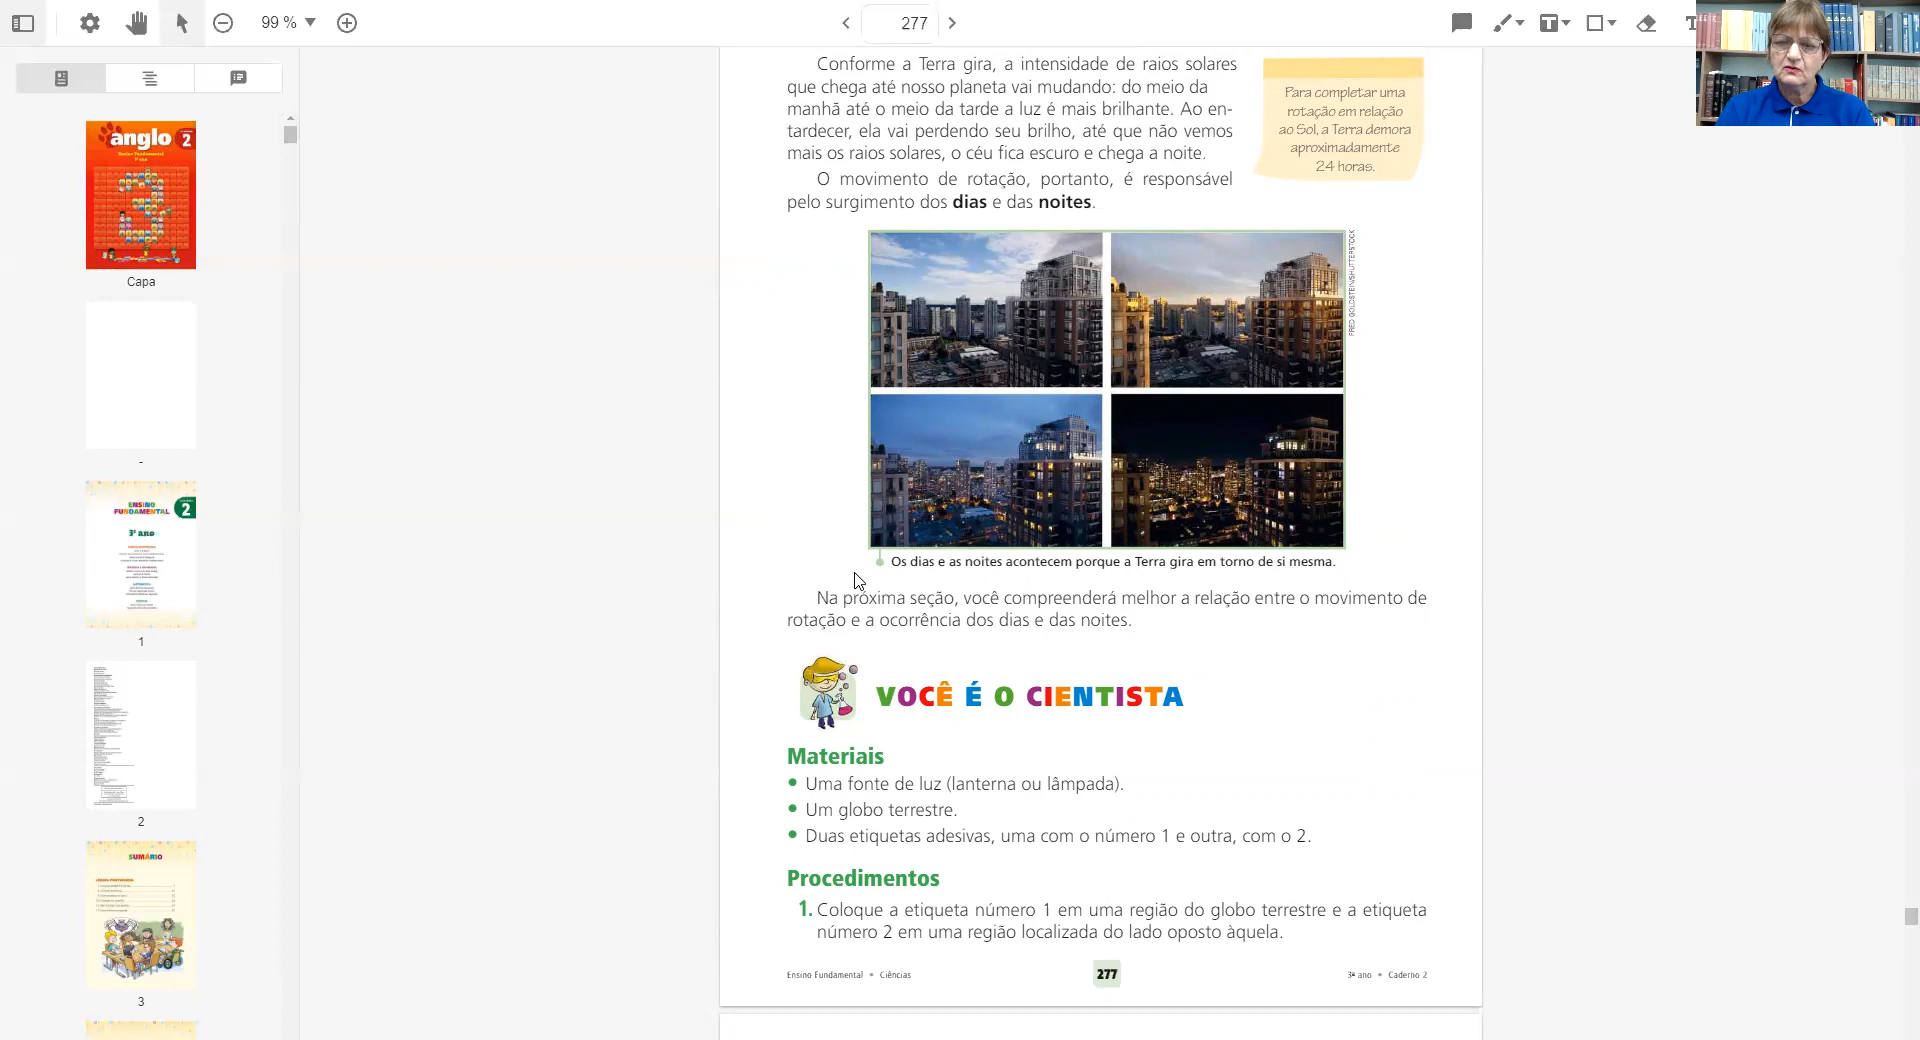 99 %
277
anglo 2
Capa
-
ENSINO
FUNDAMENTAL
2
3º ano
1
2
SUMÁRIO
3
Conforme a Terra gira, a intensidade de raios solares
que chega até nosso planeta vai mudando: do meio da
manhã até o meio da tarde a luz é mais brilhante. Ao en-
tardecer, ela vai perdendo seu brilho, até que não vemos
mais os raios solares, o céu fica escuro e chega a noite.
O movimento de rotação, portanto, é responsável
pelo surgimento dos dias e das noites.
Para completar uma
rotação em relação
ao Sol, a Terra demora
aproximadamente
24 horas.
FRED GOLDSTEIN/SHUTTERSTOCK
Os dias e as noites acontecem porque a Terra gira em torno de si mesma.
Na próxima seção, você compreenderá melhor a relação entre o movimento de
rotação e a ocorrência dos dias e das noites.
VOCÊ É O CIENTISTA
Materiais
• Uma fonte de luz (lanterna ou lâmpada).
• Um globo terrestre.
• Duas etiquetas adesivas, uma com o número 1 e outra, com o 2.
Procedimentos
1. Coloque a etiqueta número 1 em uma região do globo terrestre e a etiqueta
número 2 em uma região localizada do lado oposto àquela.
Ensino Fundamental • Ciências
277
3º ano • Caderno 2